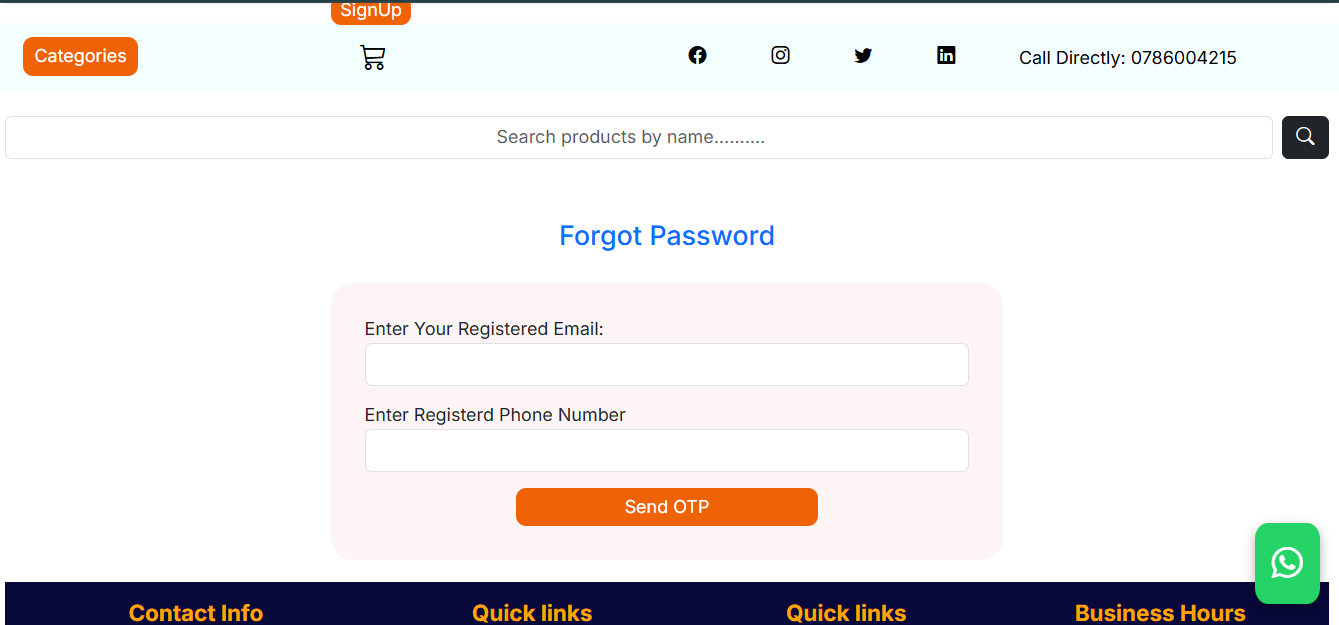 SignUp
Categories
Call Directly: 0786004215
Search products by name..........
Forgot Password
Enter Your Registered Email:
Enter Registerd Phone Number
Send OTP
Contact Info
Quick links
Quick links
Business Hours